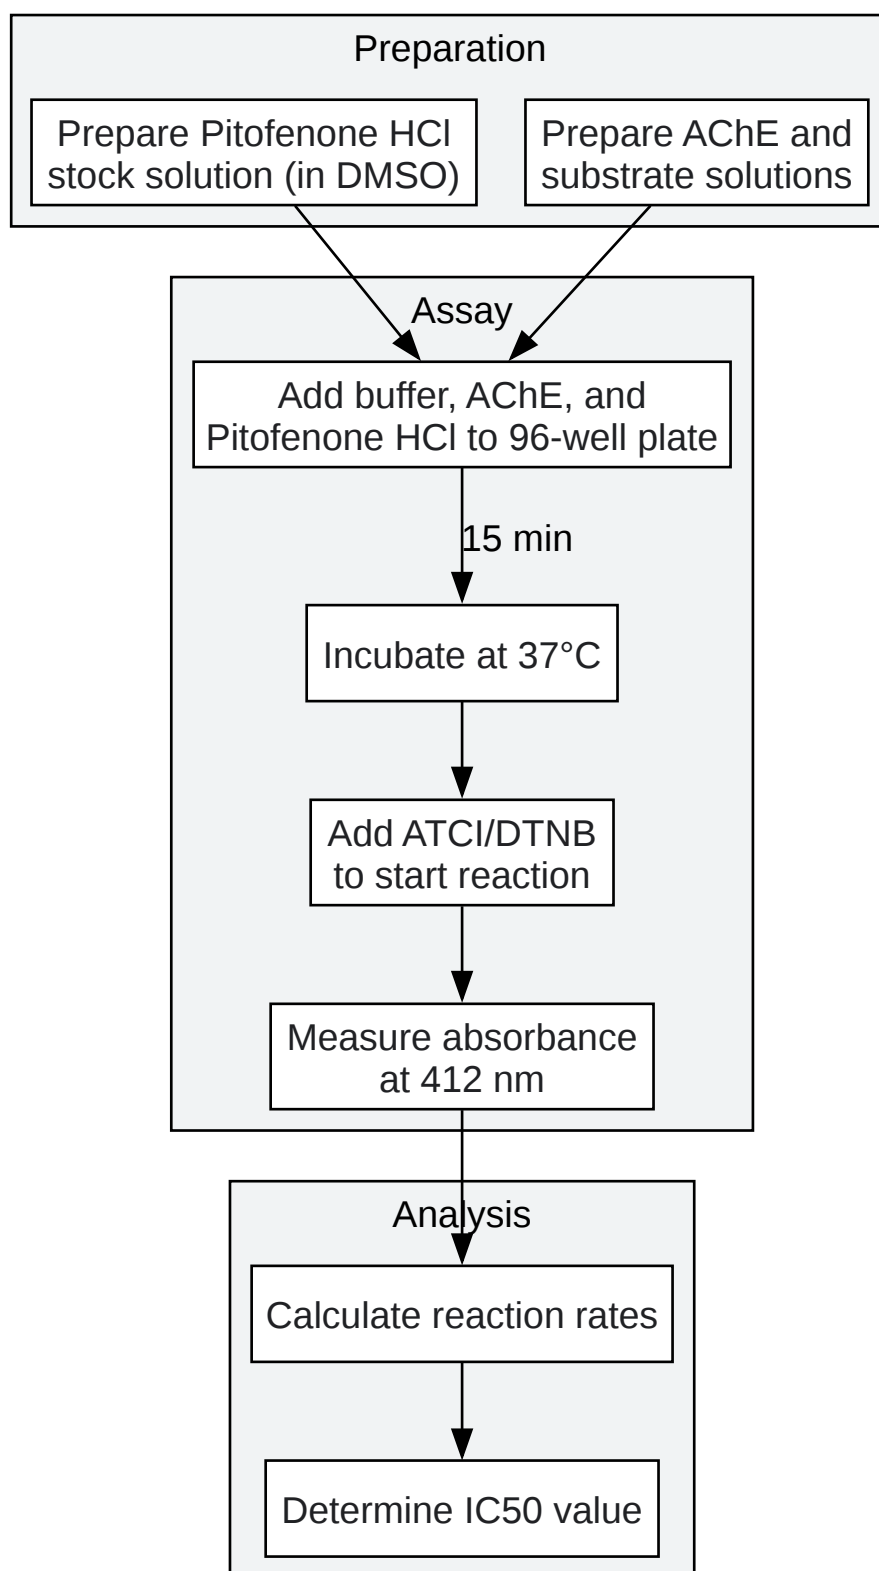 Preparation
Prepare Pitofenone HCl
stock solution (in DMSO)
Prepare AChE and
substrate solutions
Assay
Add buffer, AChE, and
Pitofenone HCl to 96-well plate
15 min
Incubate at 37°C
Add ATCI/DTNB
to start reaction
Measure absorbance
at 412 nm
Analysis
Calculate reaction rates
Determine IC50 value